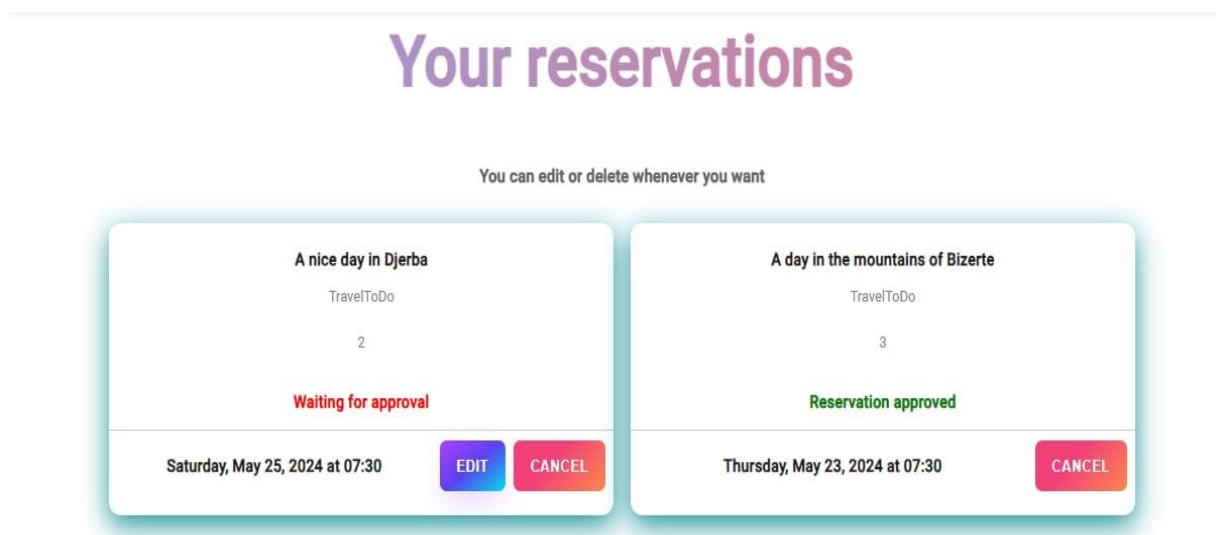 Your reservations
You can edit or delete whenever you want
A nice day in Djerba
TravelToDo
2
Waiting for approval
Saturday, May 25, 2024 at 07:30
EDIT
CANCEL
A day in the mountains of Bizerte
TravelToDo
3
Reservation approved
Thursday, May 23, 2024 at 07:30
CANCEL